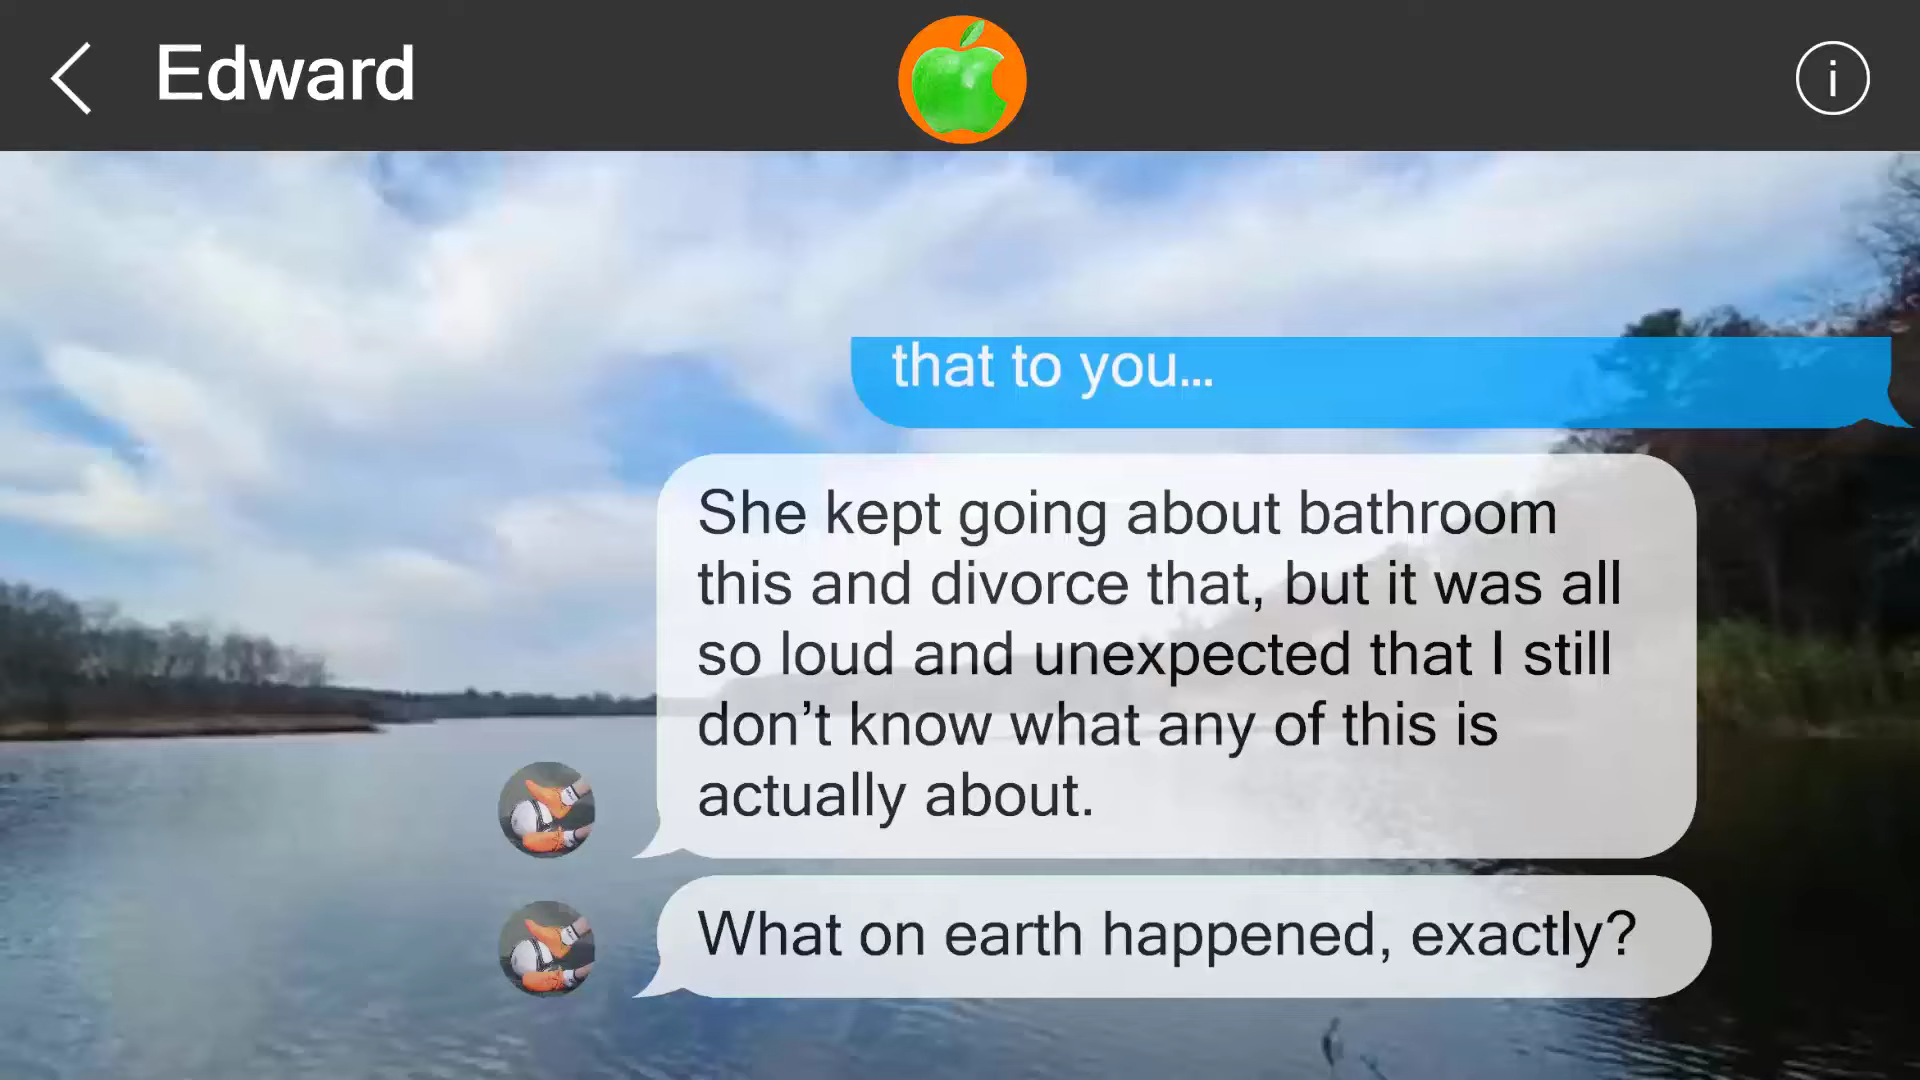 Edward
i
that to you...
She kept going about bathroom
this and divorce that, but it was all
so loud and unexpected that I still
don’t know what any of this is
actually about.
What on earth happened, exactly?